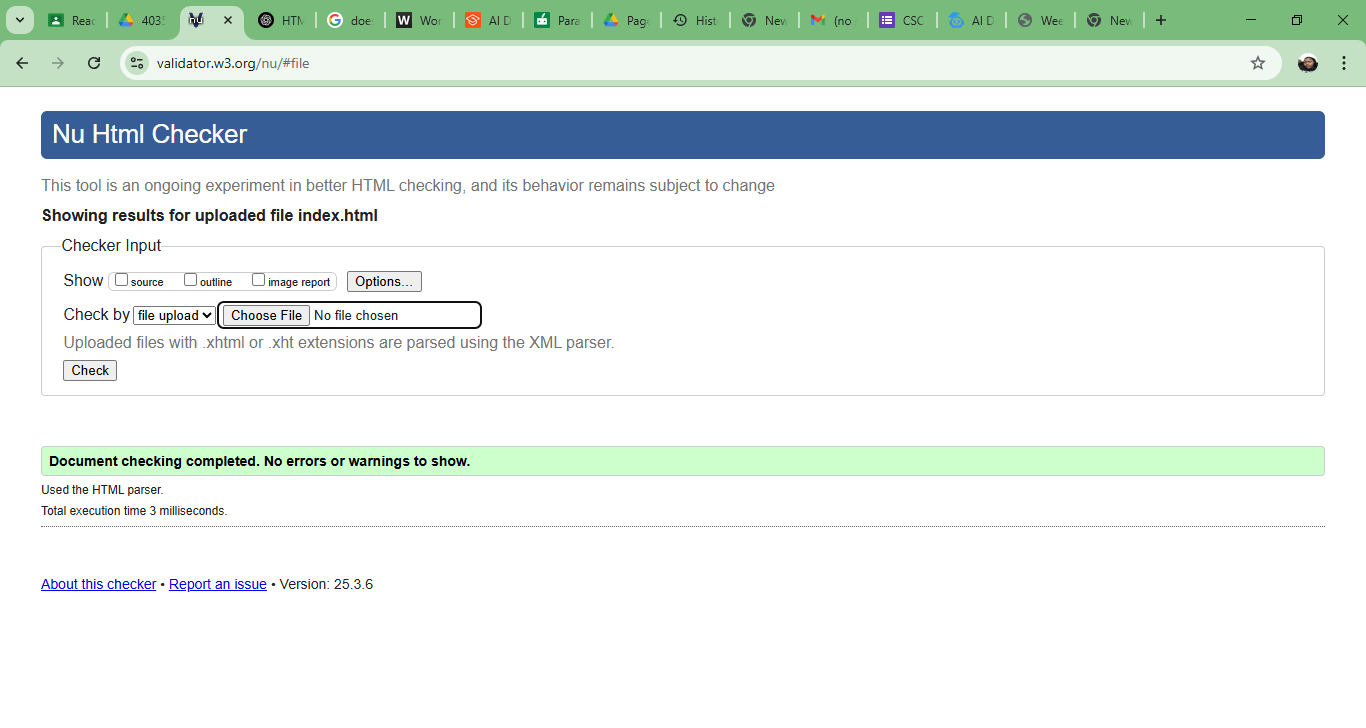 Reac
4035
HTM
doe
Wor
AI D
Para
Page
Hist
New
(no
CSC
AI D
Wee
New
validator.w3.org/nu/#file
Nu Html Checker
This tool is an ongoing experiment in better HTML checking, and its behavior remains subject to change
Showing results for uploaded file index.html
Checker Input
Show source outline image report Options...
Check by file upload Choose File No file chosen
Uploaded files with .xhtml or .xht extensions are parsed using the XML parser.
Check
Document checking completed. No errors or warnings to show.
Used the HTML parser.
Total execution time 3 milliseconds.
About this checker • Report an issue • Version: 25.3.6